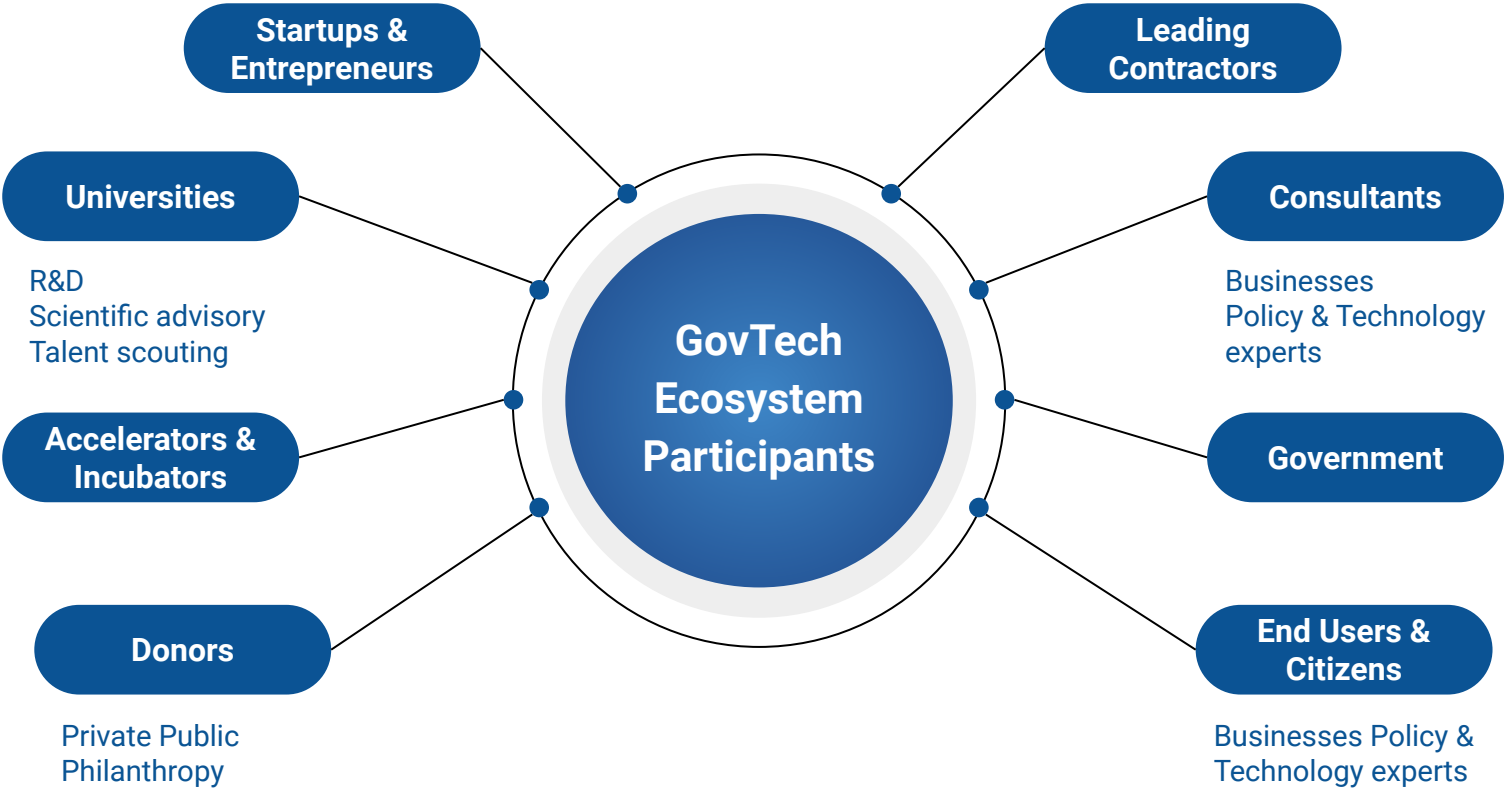 Startups &
Entrepreneurs
Leading
Contractors
Universities
R&D
Scientific advisory
Talent scouting
Consultants
Businesses
Policy & Technology
experts
GovTech
Ecosystem
Participants
Accelerators &
Incubators
Government
Donors
Private Public
Philanthropy
End Users &
Citizens
Businesses Policy &
Technology experts